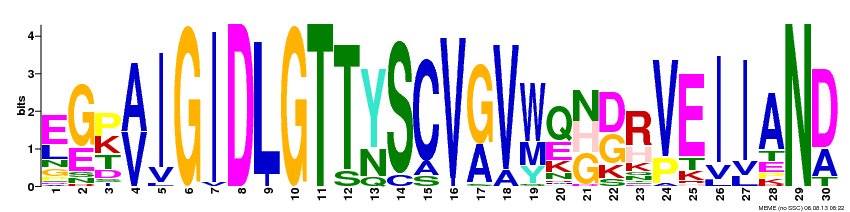 bits
4
3
2
1
0
E G P A I G I D L G T T Y S C V G V W Q N D R V E I I A N D
L E K V V V T S N C A A A M E H G H P T V V T A
N S T Y K G K K L E T
1 2 3 4 5 6 7 8 9 10 11 12 13 14 15 16 17 18 19 20 21 22 23 24 25 26 27 28 29 30
MEME (no SSC) 06.08.13 06:22